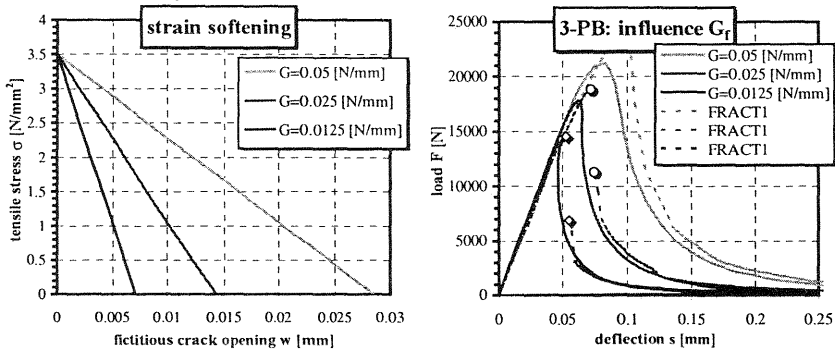 strain softening
tensile stress σ [N/mm²]
4
3.5
3
2.5
2
1.5
1
0.5
0
G=0.05 [N/mm]
G=0.025 [N/mm]
G=0.0125 [N/mm]
0 0.005 0.01 0.015 0.02 0.025 0.03
fictitious crack opening w [mm]
3-PB: influence Gf
load F [N]
25000
20000
15000
10000
5000
0
G=0.05 [N/mm]
G=0.025 [N/mm]
G=0.0125 [N/mm]
FRACT1
FRACT1
FRACT1
0 0.05 0.1 0.15 0.2 0.25
deflection s [mm]